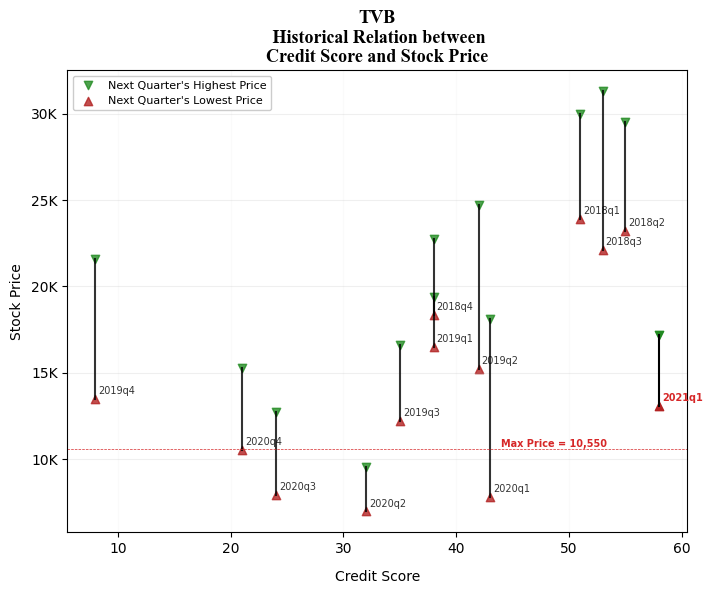 TVB
Historical Relation between
Credit Score and Stock Price
Next Quarter's Highest Price
Next Quarter's Lowest Price
30K
25K
20K
15K
10K
Stock Price
2018q1
2018q2
2018q3
2018q4
2019q1
2019q2
2019q4
2021q1
2019q3
2020q4
Max Price = 10,550
2020q3
2020q1
2020q2
10
20
30
40
50
60
Credit Score